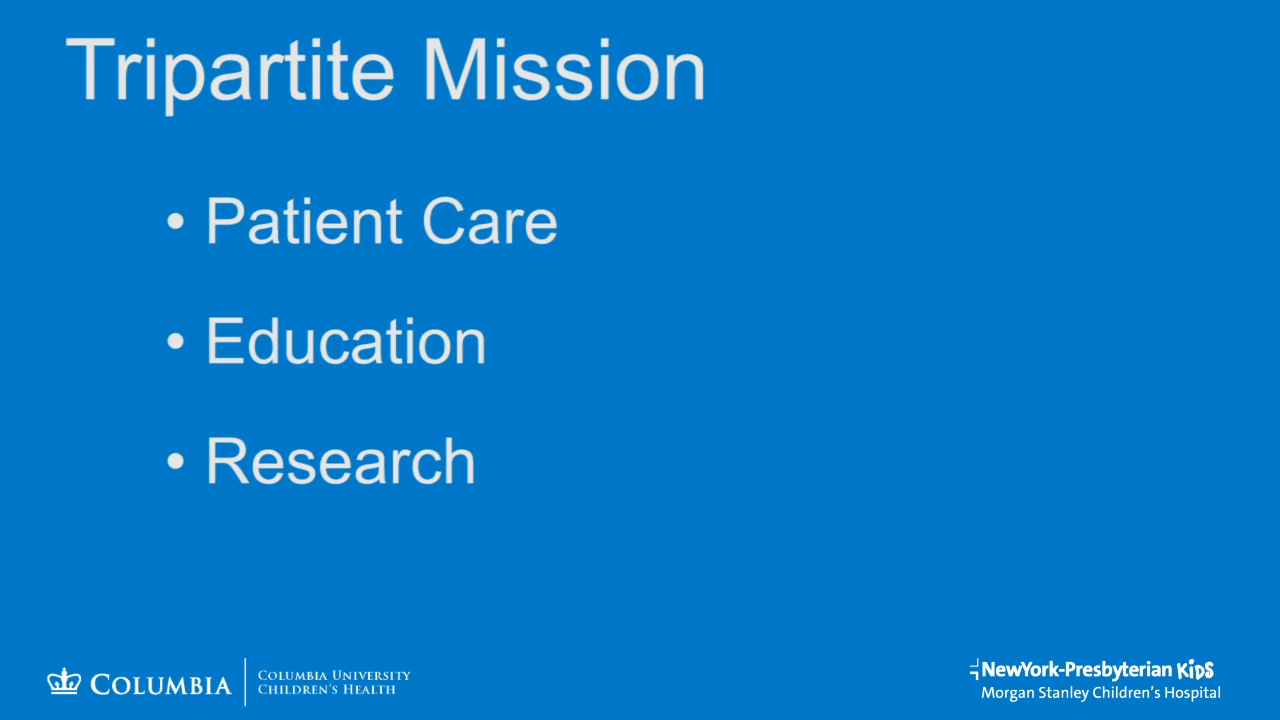 Tripartite Mission
• Patient Care
• Education
• Research
COLUMBIA
COLUMBIA UNIVERSITY
CHILDREN'S HEALTH
NewYork-Presbyterian KiDS
Morgan Stanley Children's Hospital